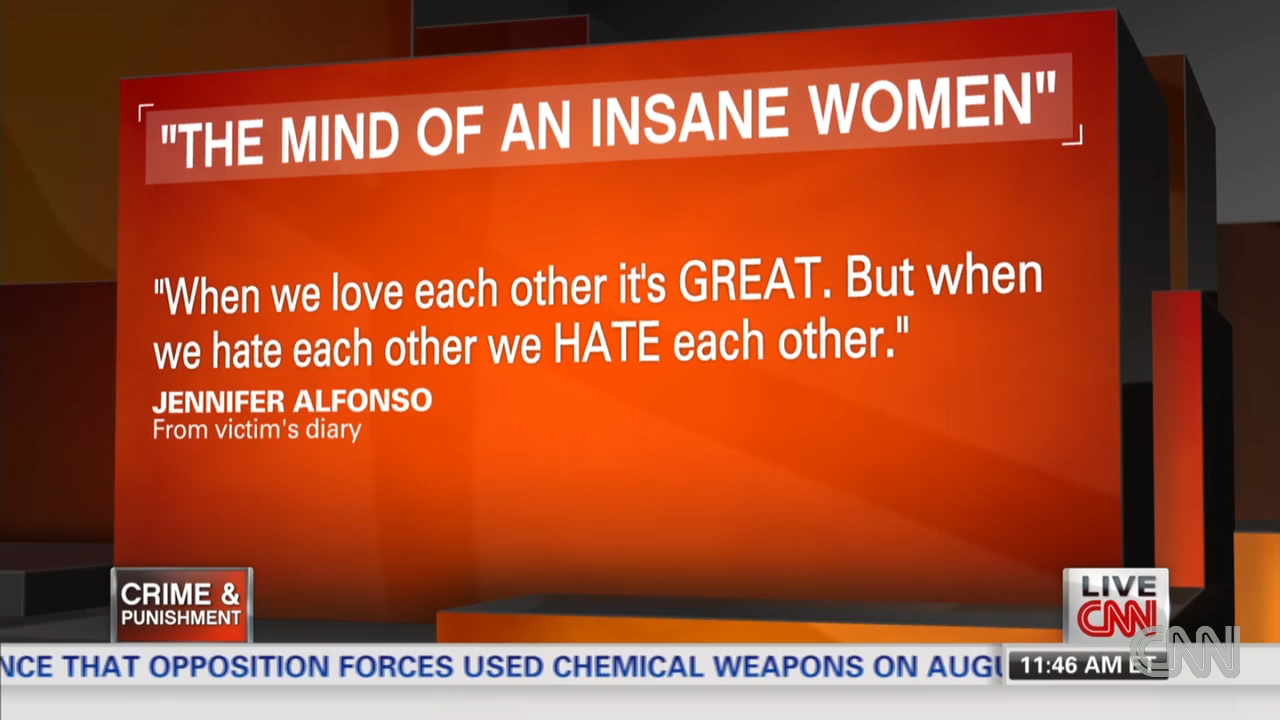 "THE MIND OF AN INSANE WOMEN"
"When we love each other it's GREAT. But when
we hate each other we HATE each other."
JENNIFER ALFONSO
From victim's diary
CRIME &
PUNISHMENT
LIVE
CNN
CNN
NCE THAT OPPOSITION FORCES USED CHEMICAL WEAPONS ON AUGU
11:46 AM ET